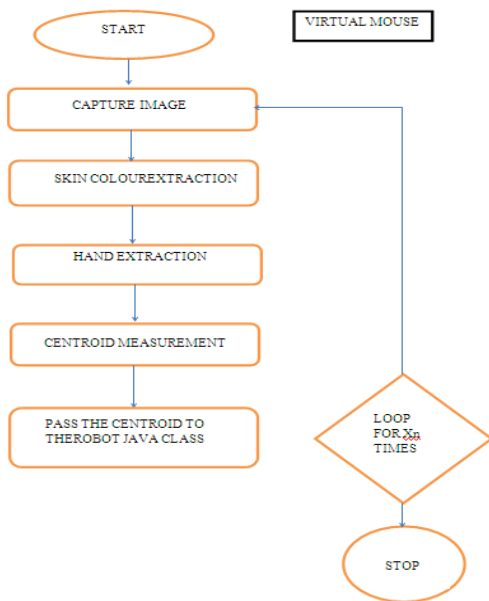 START
VIRTUAL MOUSE
CAPTURE IMAGE
SKIN COLOUREXTRACTION
HAND EXTRACTION
CENTROID MEASUREMENT
PASS THE CENTROID TO
THEROBOT JAVA CLASS
LOOP
FOR Xn
TIMES
STOP